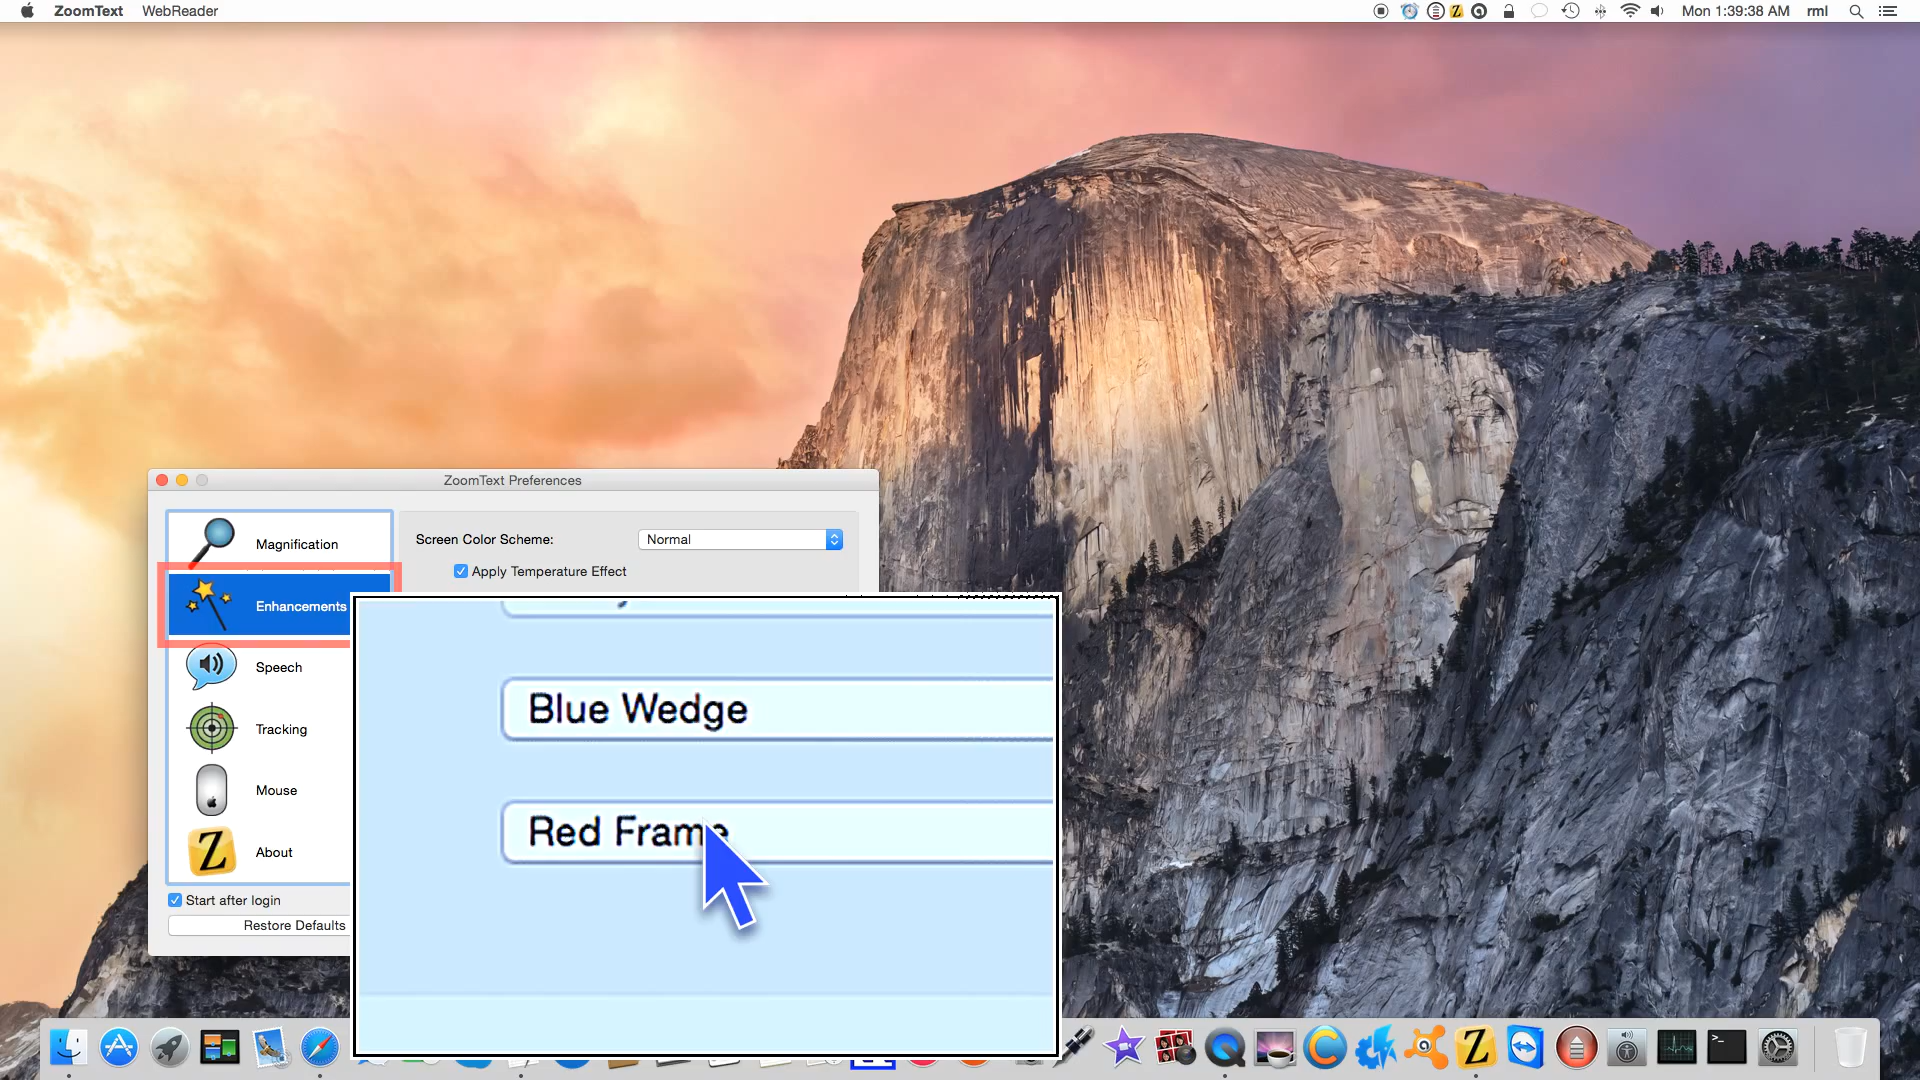 ZoomText WebReader Mon 1:39:38 AM rml
ZoomText Preferences
Magnification
Screen Color Scheme: Normal
Apply Temperature Effect
Enhancements
Speech
Blue Wedge
Tracking
Mouse
Red Frame
About
Start after login
Restore Defaults